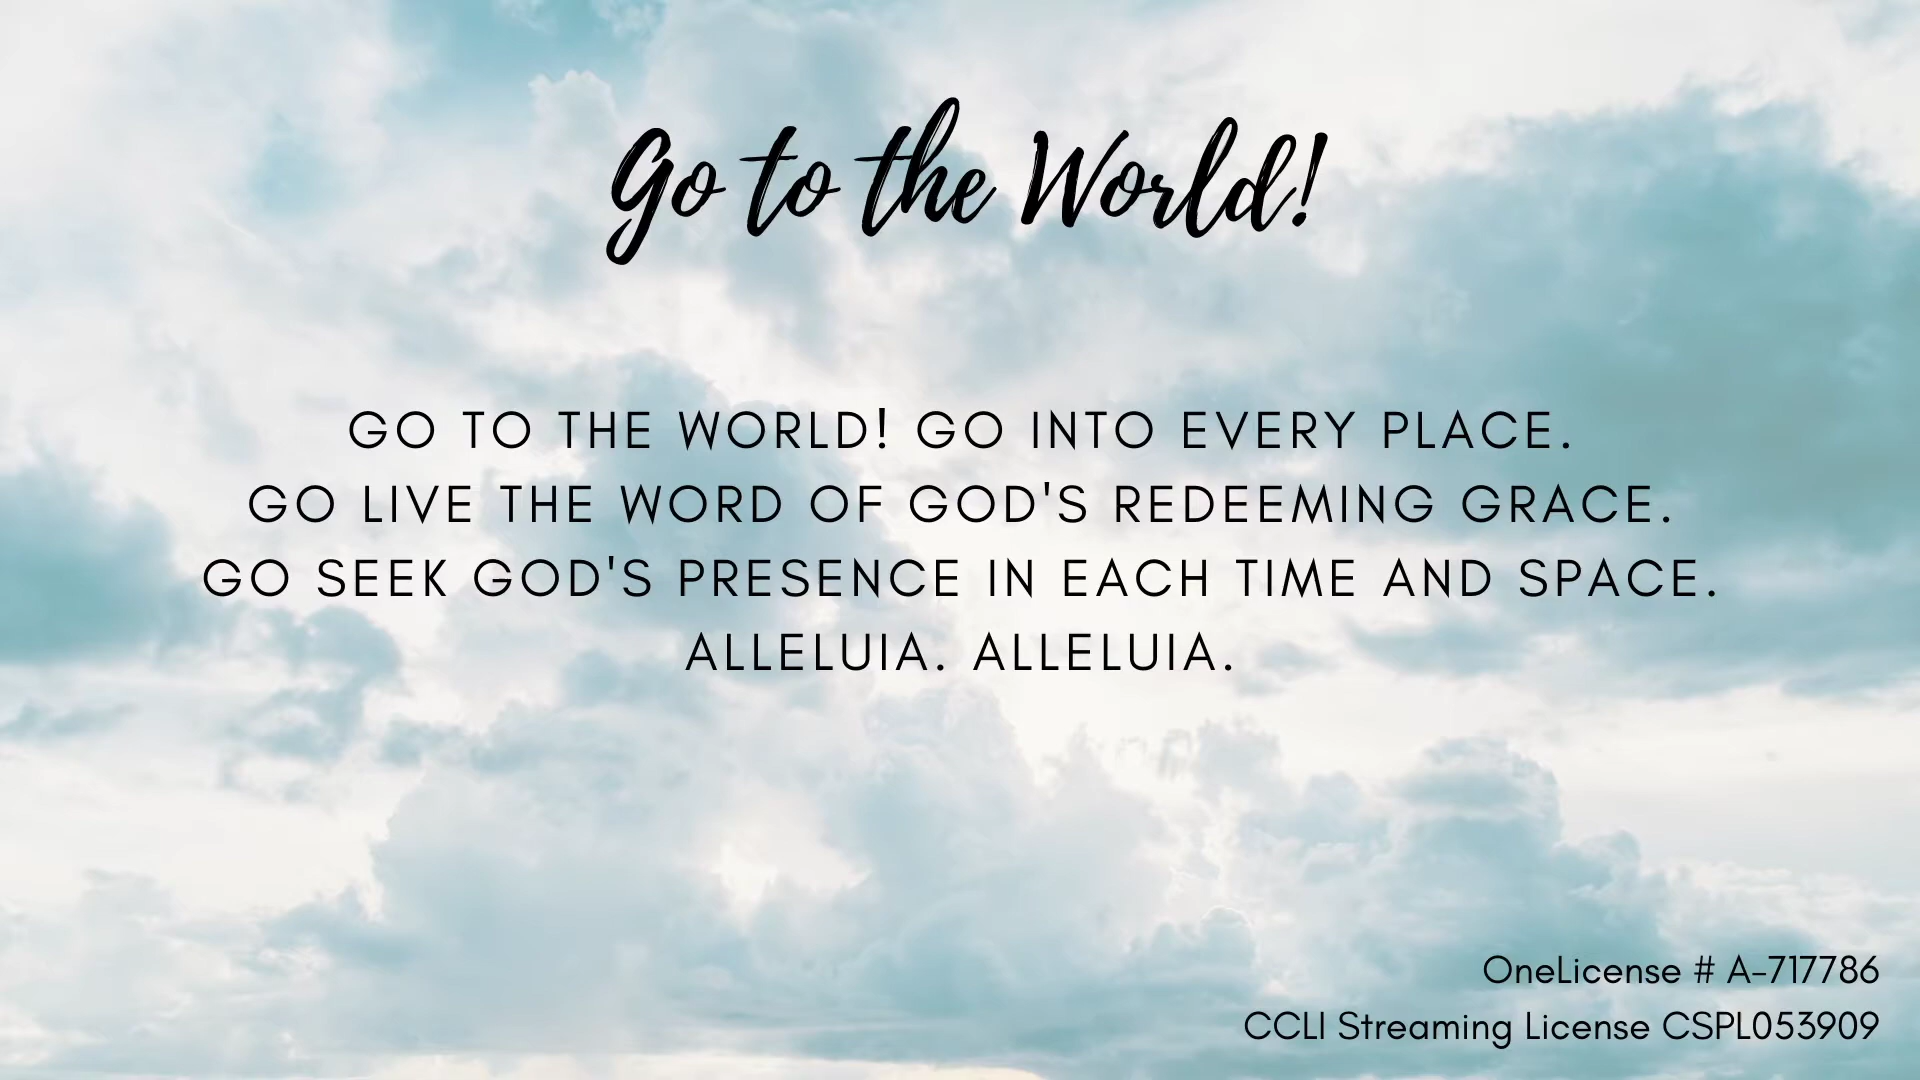 Go to the World!
GO TO THE WORLD! GO INTO EVERY PLACE.
GO LIVE THE WORD OF GOD'S REDEEMING GRACE.
GO SEEK GOD'S PRESENCE IN EACH TIME AND SPACE.
ALLELUIA. ALLELUIA.
OneLicense # A-717786
CCLI Streaming License CSPL053909